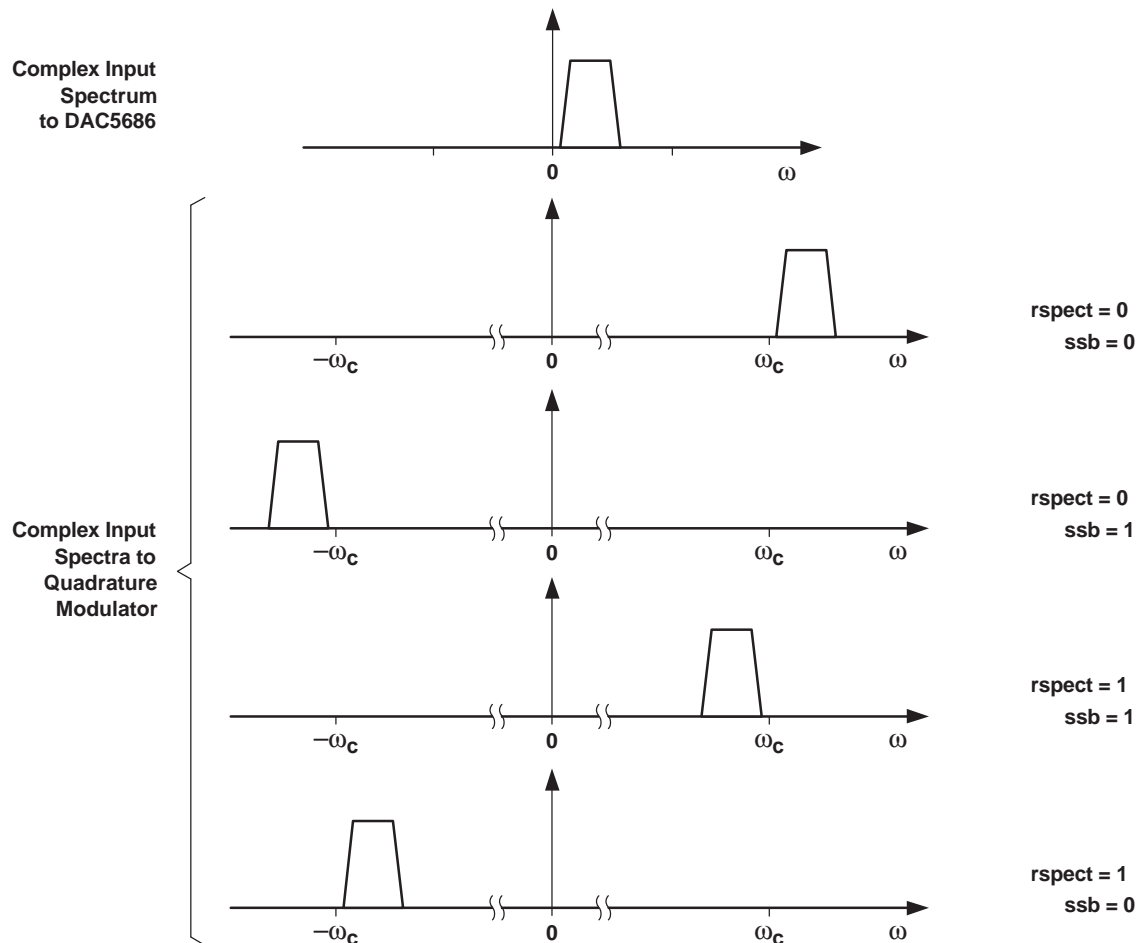 Complex Input
Spectrum
to DAC5686
0
ω
rspect = 0
ssb = 0
−ωc
0
ωc
ω
rspect = 0
ssb = 1
−ωc
0
ωc
ω
Complex Input
Spectra to
Quadrature
Modulator
rspect = 1
ssb = 1
−ωc
0
ωc
ω
rspect = 1
ssb = 0
−ωc
0
ωc
ω